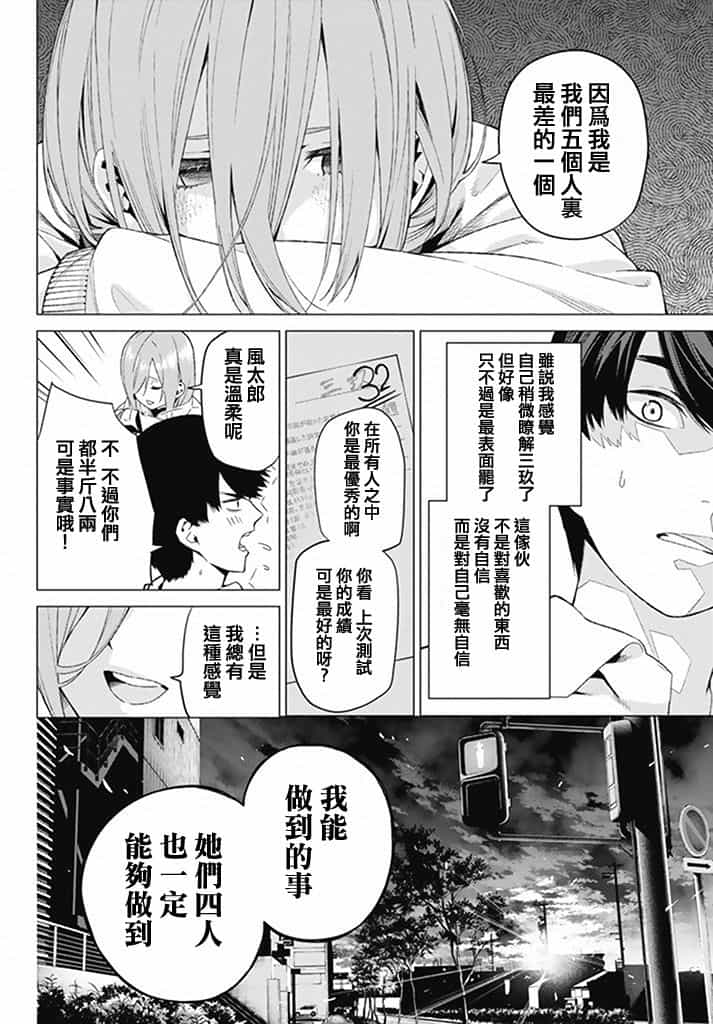 因爲我是
我們五個人裏
最差的一個
雖說我感覺
自己稍微瞭解三玖了
但好像
只不過是最表面罷了
這傢伙
不是對喜歡的東西
沒有自信
而是對自己毫無自信
32
在所有人之中
你是最優秀的啊
你看 上次測試
你的成績
可是最好的呀？
風太郎
真是溫柔呢
不 不過你們
都半斤八兩
可是事實哦！
…但是
我總有
這種感覺
我能
做到的事
她們四人
也一定
能夠做到